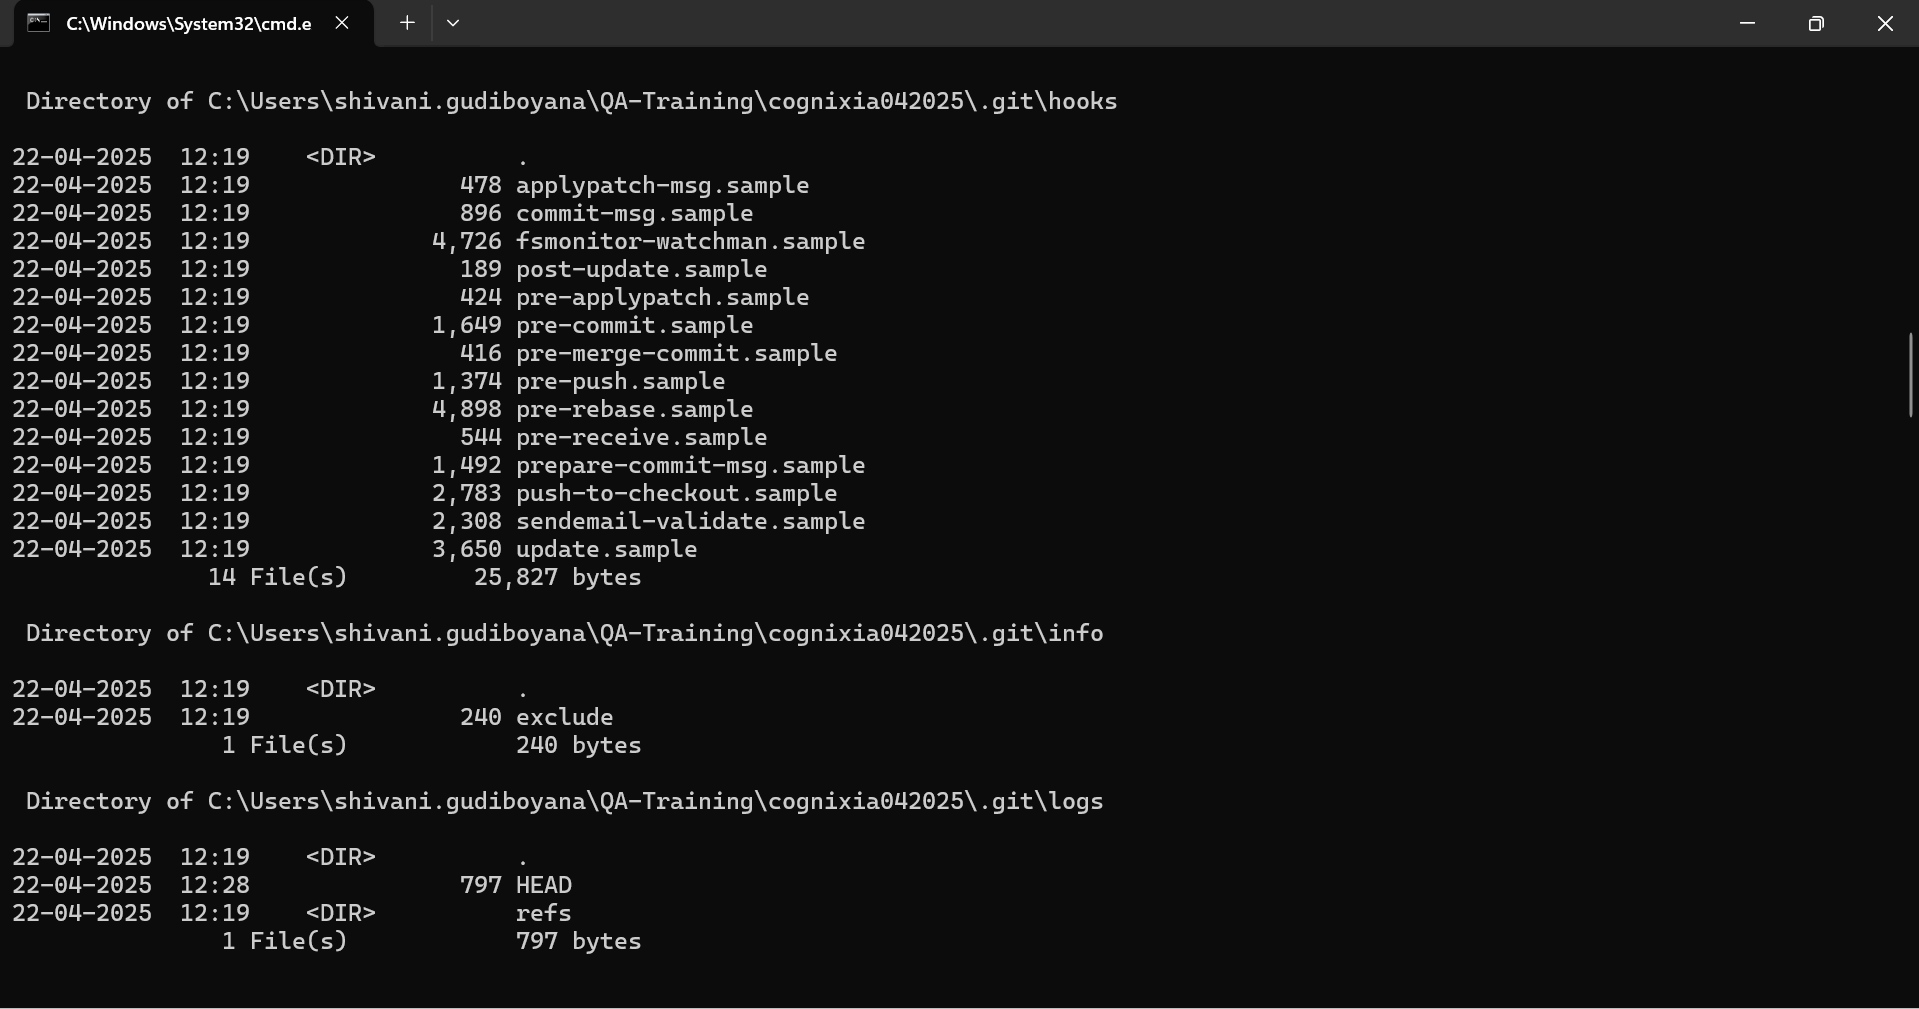 C:\Windows\System32\cmd.e
Directory of C:\Users\shivani.gudiboyana\QA-Training\cognixia042025\.git\hooks
22-04-2025  12:19    <DIR>          .
22-04-2025  12:19               478 applypatch-msg.sample
22-04-2025  12:19               896 commit-msg.sample
22-04-2025  12:19             4,726 fsmonitor-watchman.sample
22-04-2025  12:19               189 post-update.sample
22-04-2025  12:19               424 pre-applypatch.sample
22-04-2025  12:19             1,649 pre-commit.sample
22-04-2025  12:19               416 pre-merge-commit.sample
22-04-2025  12:19             1,374 pre-push.sample
22-04-2025  12:19             4,898 pre-rebase.sample
22-04-2025  12:19               544 pre-receive.sample
22-04-2025  12:19             1,492 prepare-commit-msg.sample
22-04-2025  12:19             2,783 push-to-checkout.sample
22-04-2025  12:19             2,308 sendemail-validate.sample
22-04-2025  12:19             3,650 update.sample
14 File(s)         25,827 bytes
Directory of C:\Users\shivani.gudiboyana\QA-Training\cognixia042025\.git\info
22-04-2025  12:19    <DIR>          .
22-04-2025  12:19               240 exclude
1 File(s)            240 bytes
Directory of C:\Users\shivani.gudiboyana\QA-Training\cognixia042025\.git\logs
22-04-2025  12:19    <DIR>          .
22-04-2025  12:28               797 HEAD
22-04-2025  12:19    <DIR>          refs
1 File(s)            797 bytes